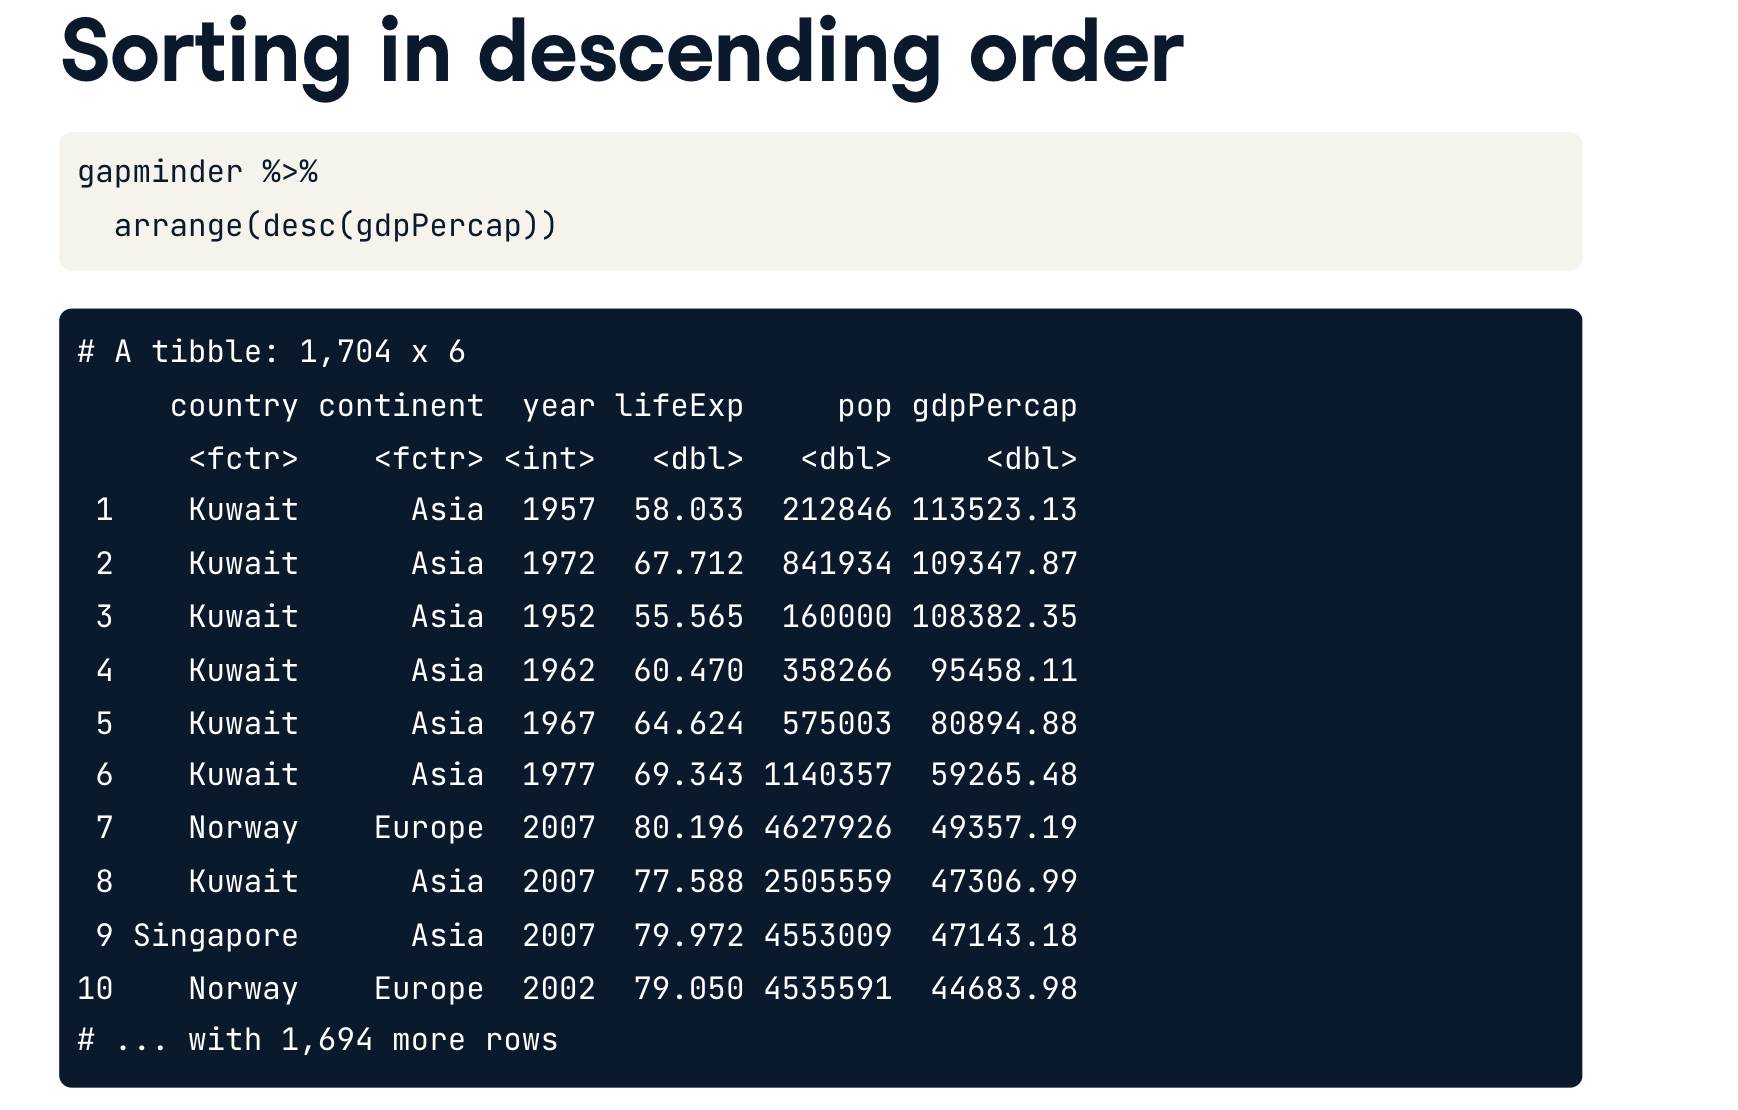 Sorting in descending order
gapminder %>%
  arrange(desc(gdpPercap))
# A tibble: 1,704 x 6
     country continent  year lifeExp     pop gdpPercap
      <fctr>    <fctr> <int>   <dbl>   <dbl>     <dbl>
 1    Kuwait      Asia  1957  58.033  212846 113523.13
 2    Kuwait      Asia  1972  67.712  841934 109347.87
 3    Kuwait      Asia  1952  55.565  160000 108382.35
 4    Kuwait      Asia  1962  60.470  358266  95458.11
 5    Kuwait      Asia  1967  64.624  575003  80894.88
 6    Kuwait      Asia  1977  69.343 1140357  59265.48
 7    Norway    Europe  2007  80.196 4627926  49357.19
 8    Kuwait      Asia  2007  77.588 2505559  47306.99
 9 Singapore      Asia  2007  79.972 4553009  47143.18
10    Norway    Europe  2002  79.050 4535591  44683.98
# ... with 1,694 more rows